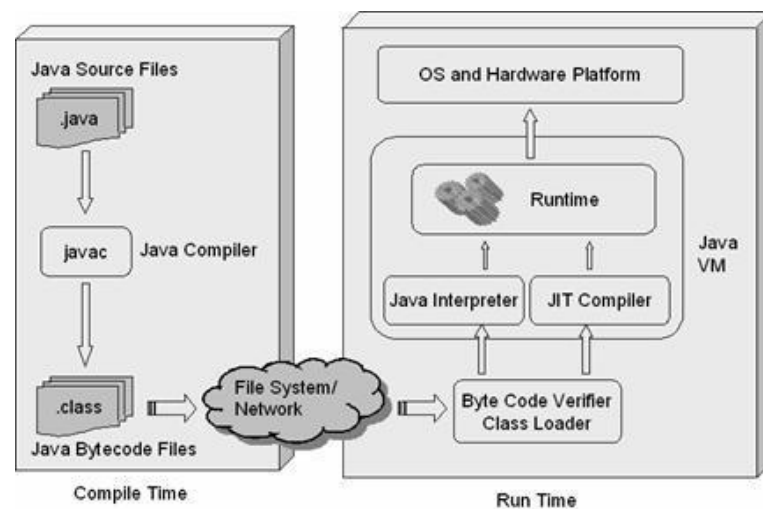 Java Source Files
.java
javac
Java Compiler
.class
Java Bytecode Files
Compile Time
File System/
Network
OS and Hardware Platform
Runtime
Java
VM
Java Interpreter
JIT Compiler
Byte Code Verifier
Class Loader
Run Time